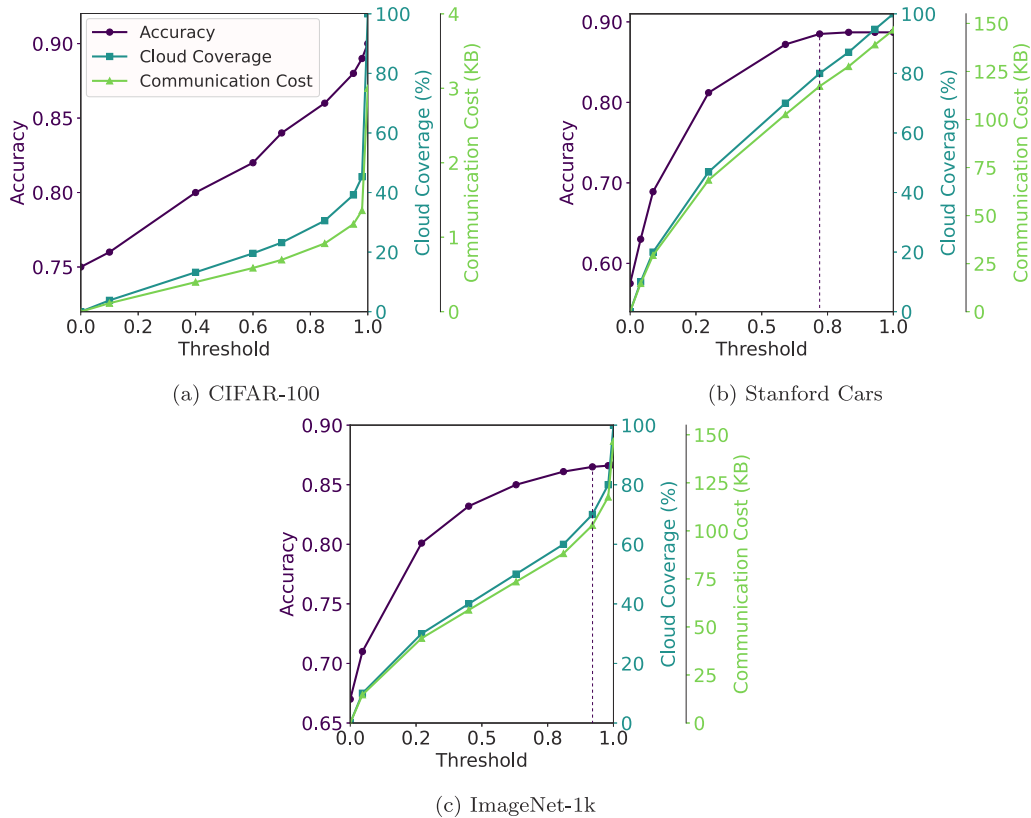 Accuracy
Cloud Coverage
Communication Cost
0.90
0.85
0.80
0.75
Accuracy
0.0 0.2 0.4 0.6 0.8 1.0
Threshold
100
80
60
40
20
0
Cloud Coverage (%)
4
3
2
1
0
Communication Cost (KB)
(a) CIFAR-100
0.90
0.80
0.70
0.60
Accuracy
0.0 0.2 0.5 0.8 1.0
Threshold
100
80
60
40
20
0
Cloud Coverage (%)
150
125
100
75
50
25
0
Communication Cost (KB)
(b) Stanford Cars
0.90
0.85
0.80
0.75
0.70
0.65
Accuracy
0.0 0.2 0.5 0.8 1.0
Threshold
100
80
60
40
20
0
Cloud Coverage (%)
150
125
100
75
50
25
0
Communication Cost (KB)
(c) ImageNet-1k